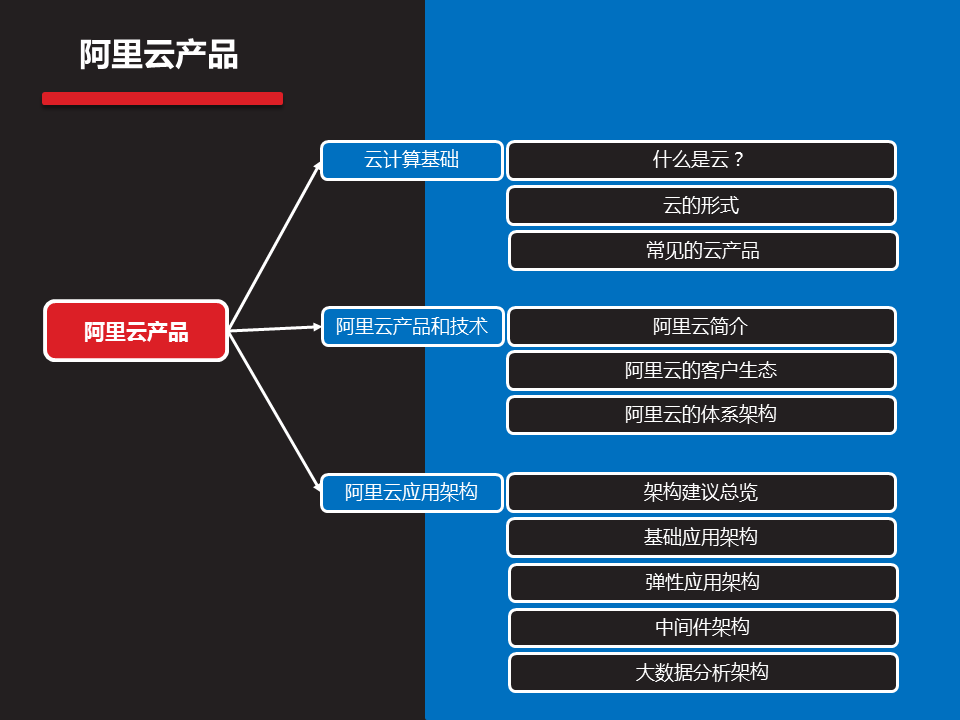 阿里云产品
云计算基础
什么是云？
云的形式
常见的云产品
阿里云产品
阿里云产品和技术
阿里云简介
阿里云的客户生态
阿里云的体系架构
阿里云应用架构
架构建议总览
基础应用架构
弹性应用架构
中间件架构
大数据分析架构